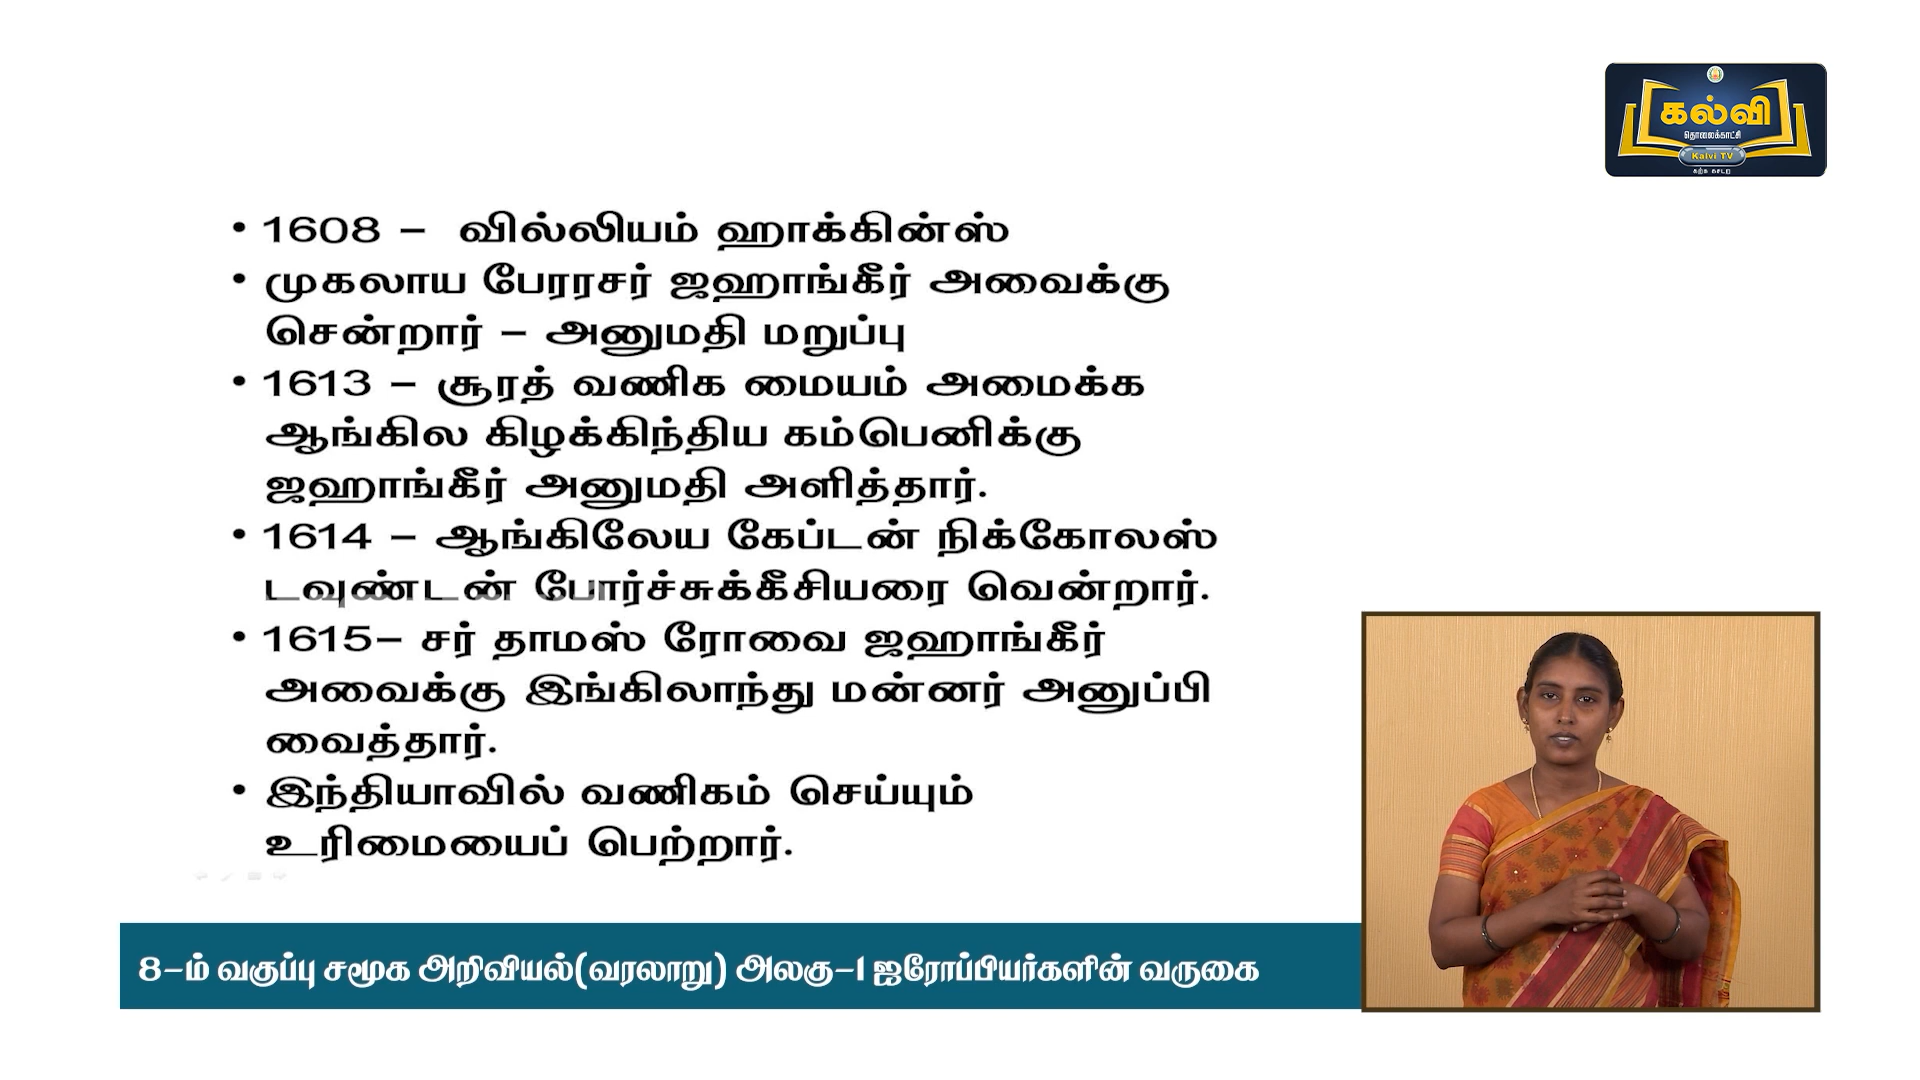 கல்வி
தொலைக்காட்சி
Kalvi TV
கற்க கசடற
• 1608 – வில்லியம் ஹாக்கின்ஸ்
• முகலாய பேரரசர் ஜஹாங்கீர் அவைக்கு
சென்றார் – அனுமதி மறுப்பு
• 1613 – சூரத் வணிக மையம் அமைக்க
ஆங்கில கிழக்கிந்திய கம்பெனிக்கு
ஜஹாங்கீர் அனுமதி அளித்தார்.
• 1614 – ஆங்கிலேய கேப்டன் நிக்கோலஸ்
டவுண்டன் போர்ச்சுக்கீசியரை வென்றார்.
• 1615– சர் தாமஸ் ரோவை ஜஹாங்கீர்
அவைக்கு இங்கிலாந்து மன்னர் அனுப்பி
வைத்தார்.
• இந்தியாவில் வணிகம் செய்யும்
உரிமையைப் பெற்றார்.
8-ம் வகுப்பு சமூக அறிவியல்(வரலாறு) அலகு-1 ஐரோப்பியர்களின் வருகை